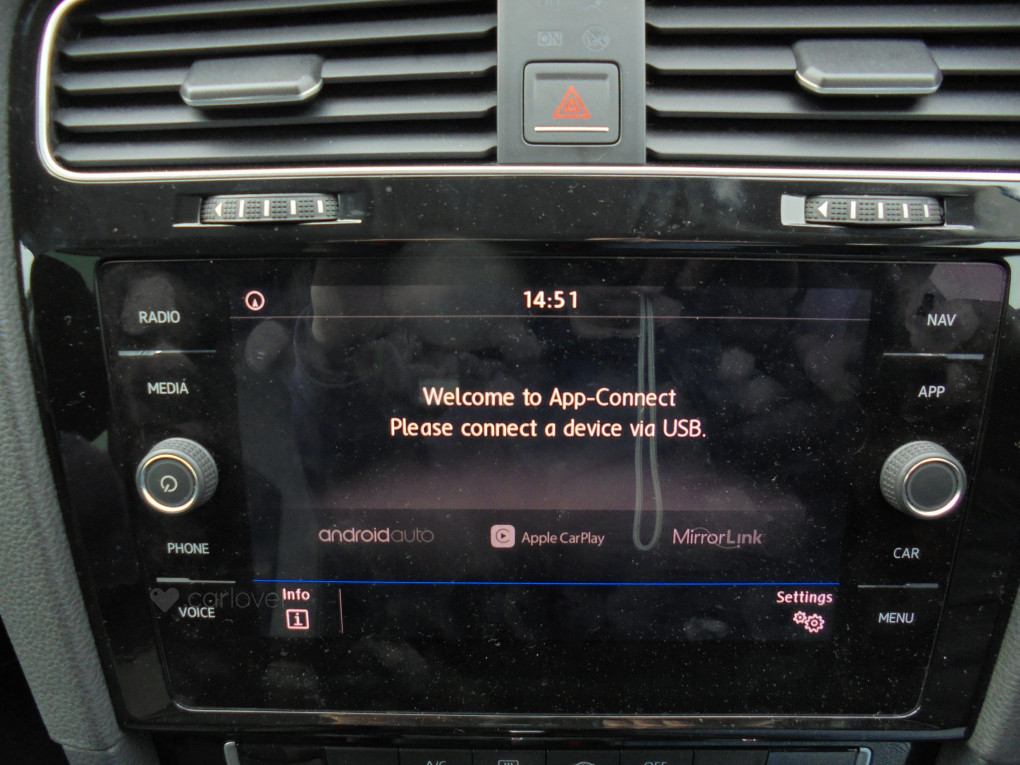 ON
14:51
RADIO
NAV
MEDIA
APP
Welcome to App-Connect
Please connect a device via USB.
androidauto
Apple CarPlay
MirrorLink
PHONE
CAR
carlove
VOICE
Info
i
Settings
MENU
A/C
OFF